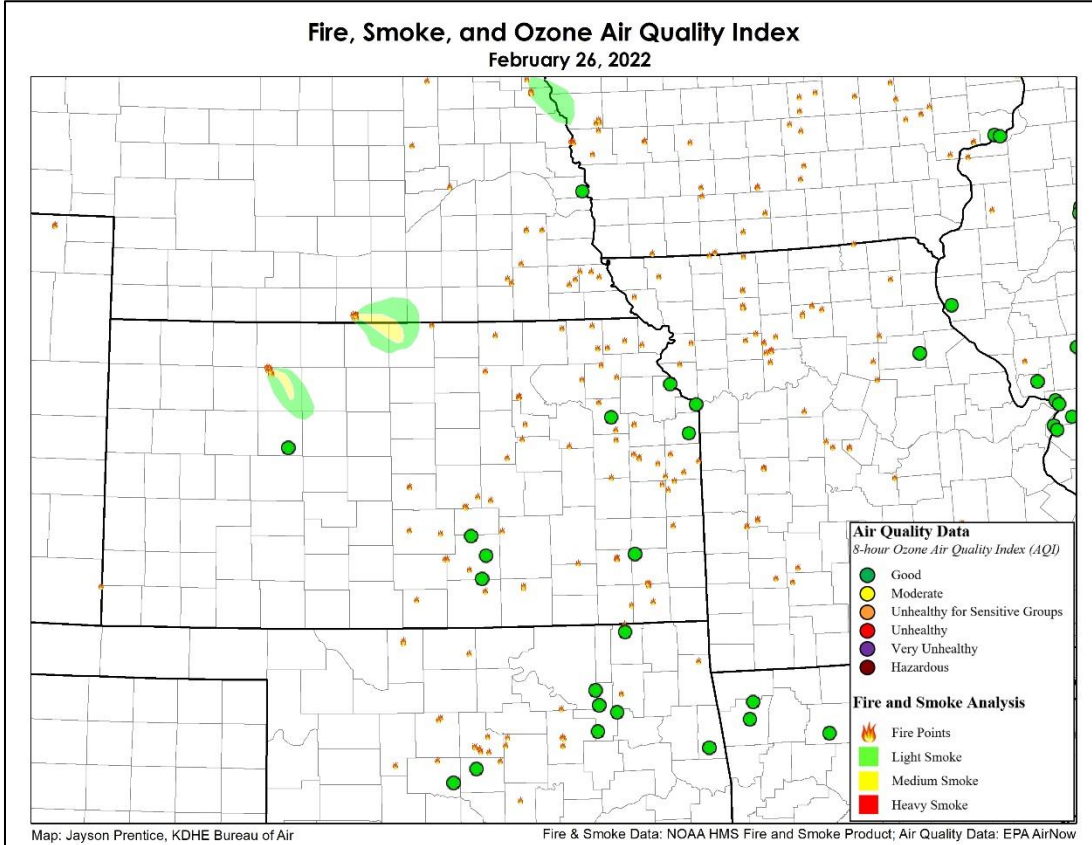 Fire, Smoke, and Ozone Air Quality Index
February 26, 2022
Air Quality Data
8-hour Ozone Air Quality Index (AQI)
Good
Moderate
Unhealthy for Sensitive Groups
Unhealthy
Very Unhealthy
Hazardous
Fire and Smoke Analysis
Fire Points
Light Smoke
Medium Smoke
Heavy Smoke
Map: Jayson Prentice, KDHE Bureau of Air
Fire & Smoke Data: NOAA HMS Fire and Smoke Product; Air Quality Data: EPA AirNow